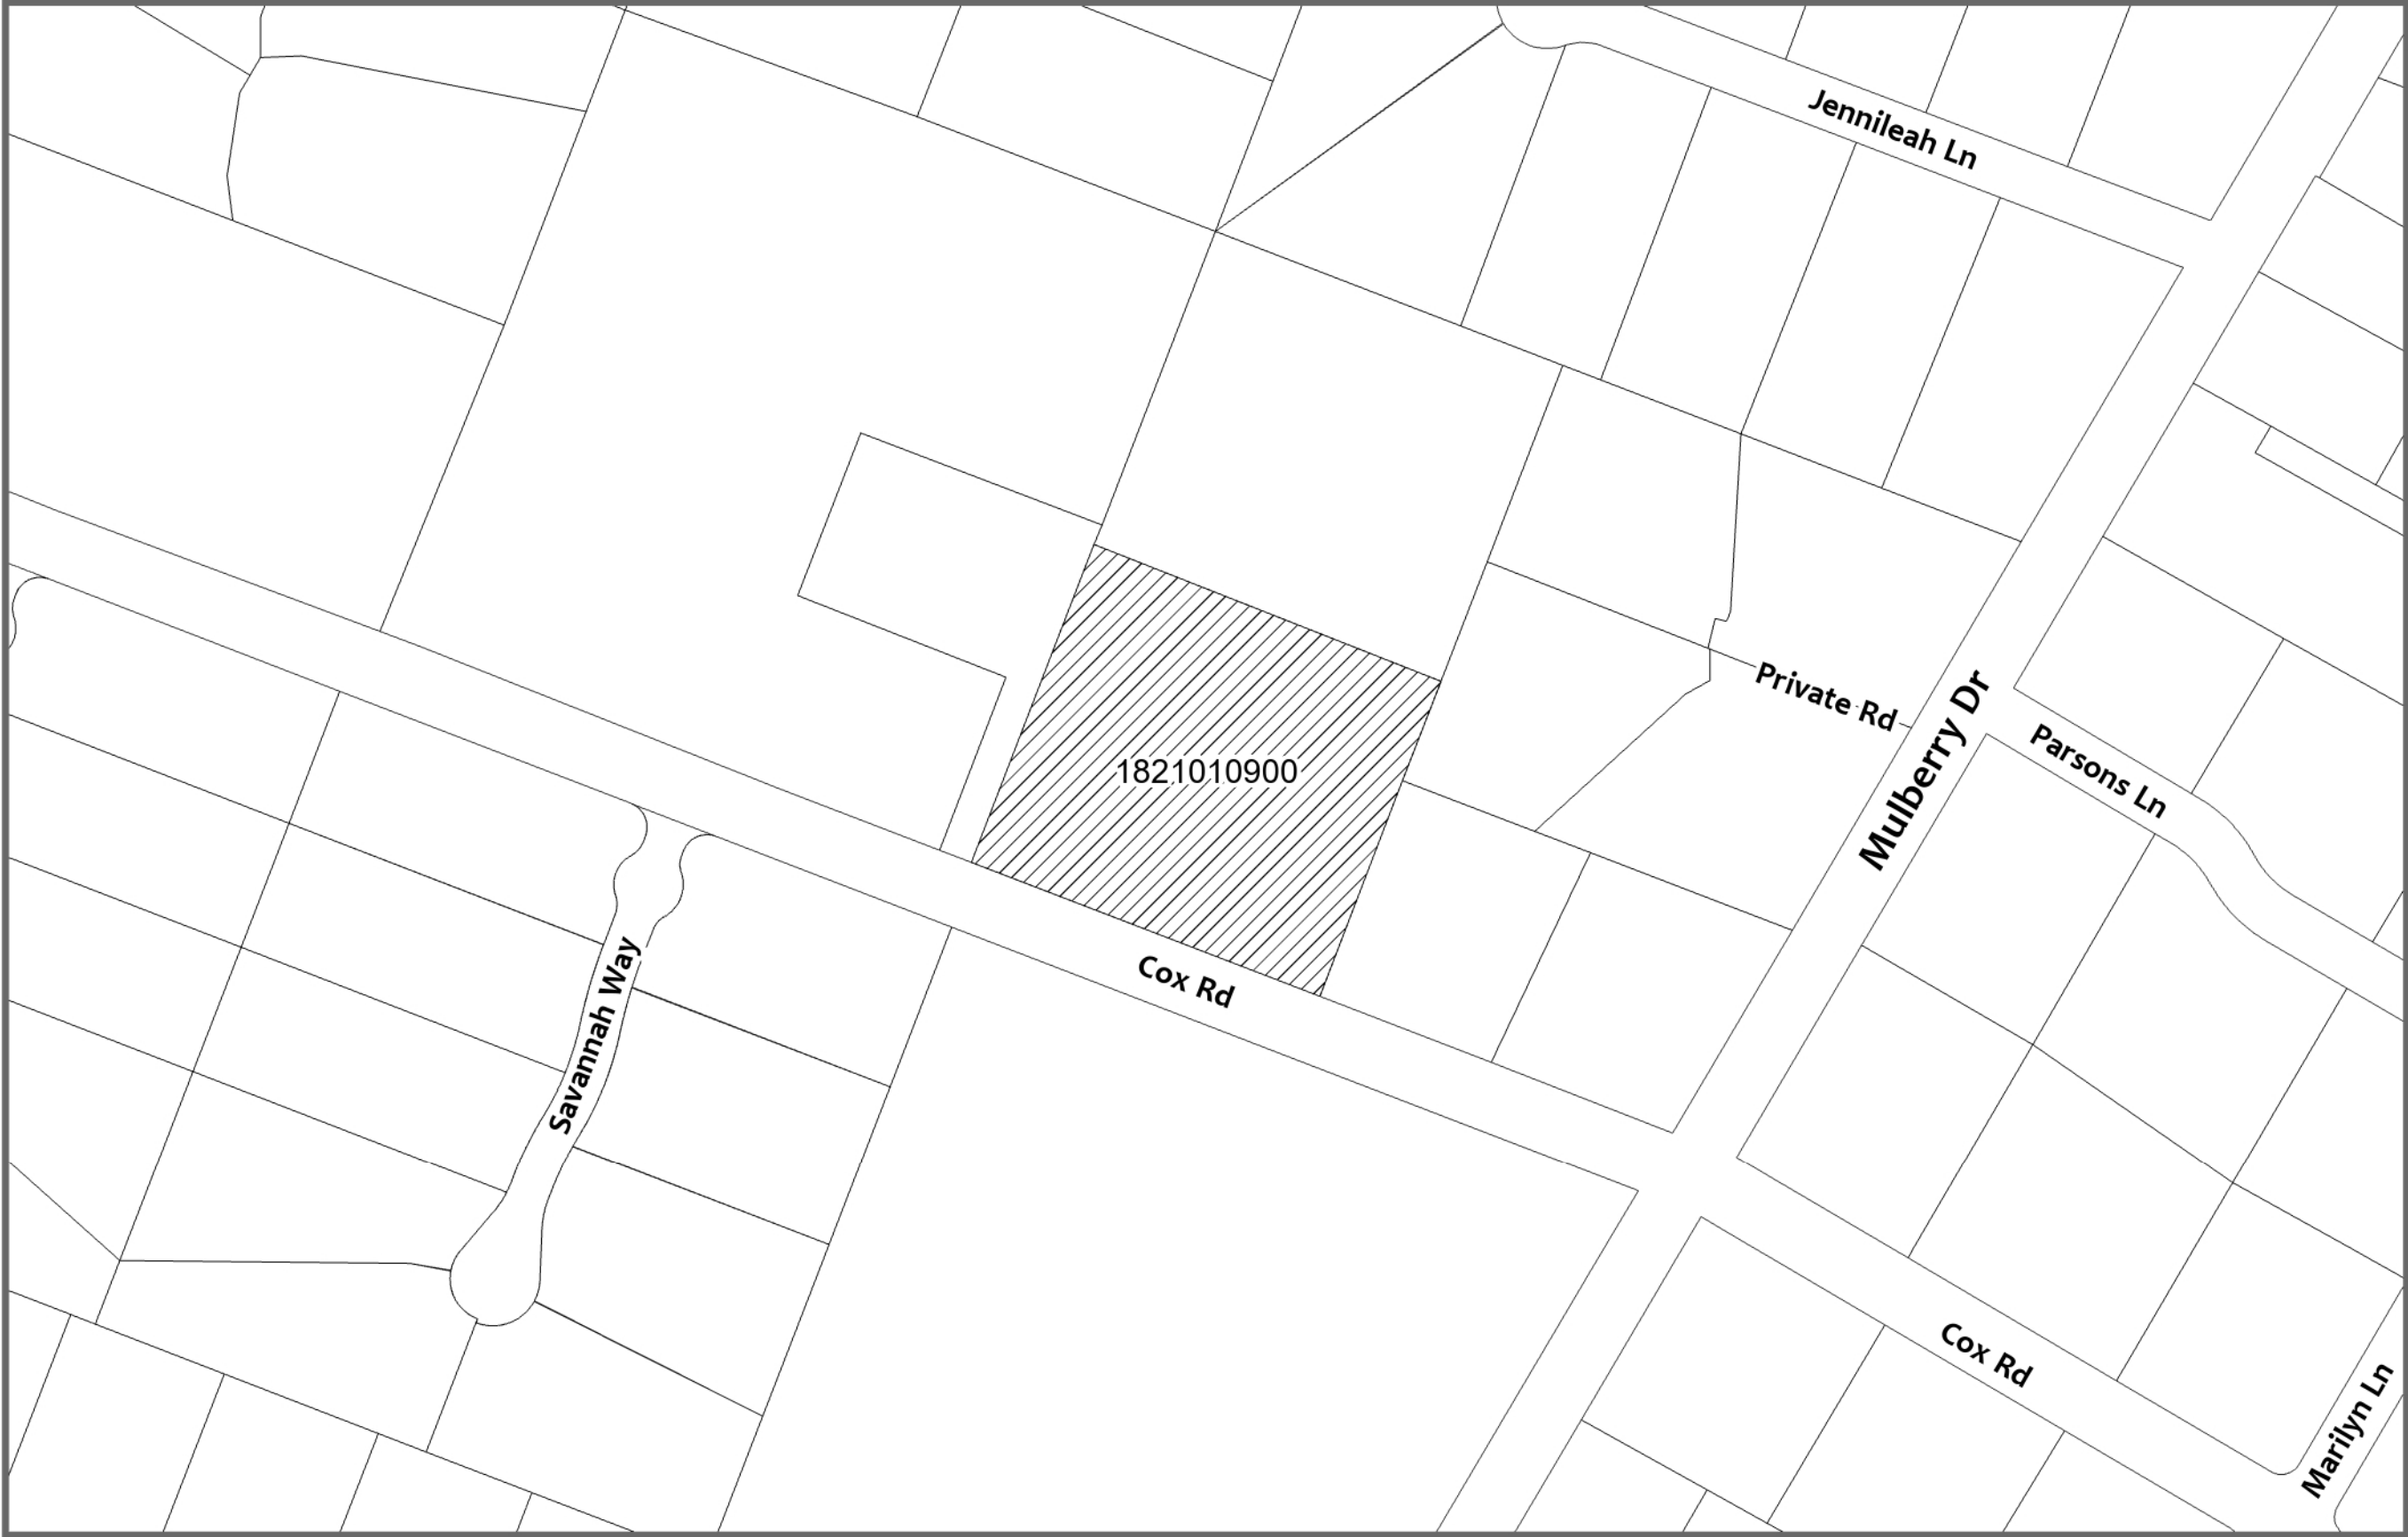 Jennileah Ln
Private Rd
Mulberry Dr
Parsons Ln
1821010900
Cox Rd
Savannah Way
Cox Rd
Marilyn Ln